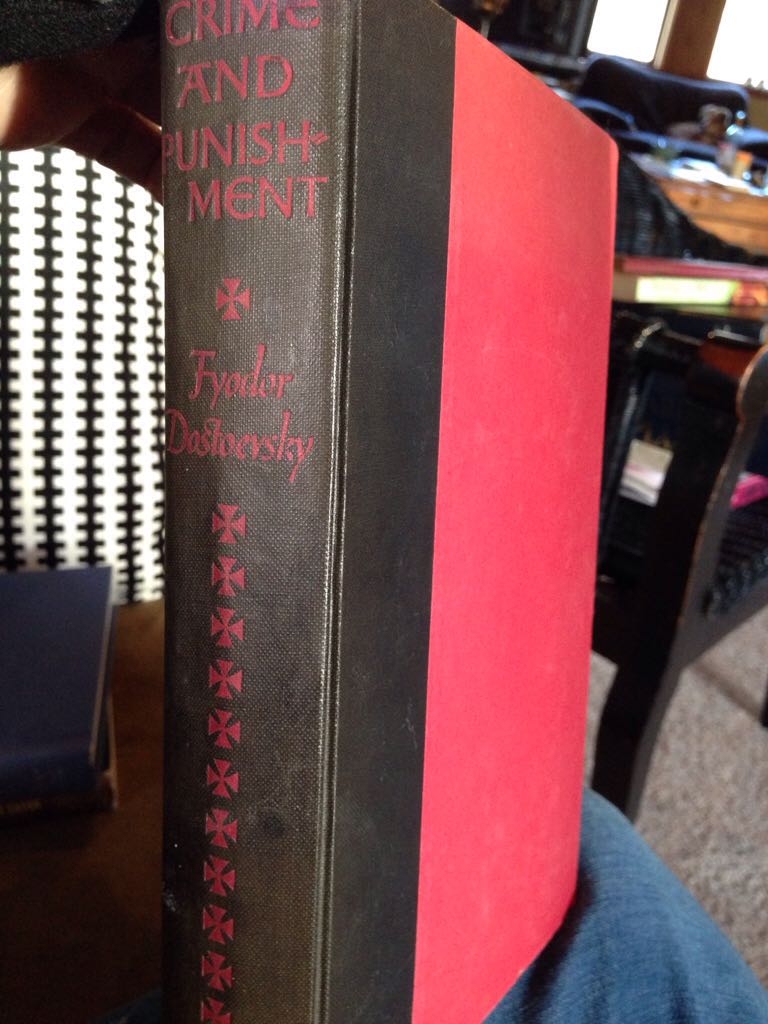 CRIME
AND
PUNISH-
MENT
Fyodor
Dostoevsky